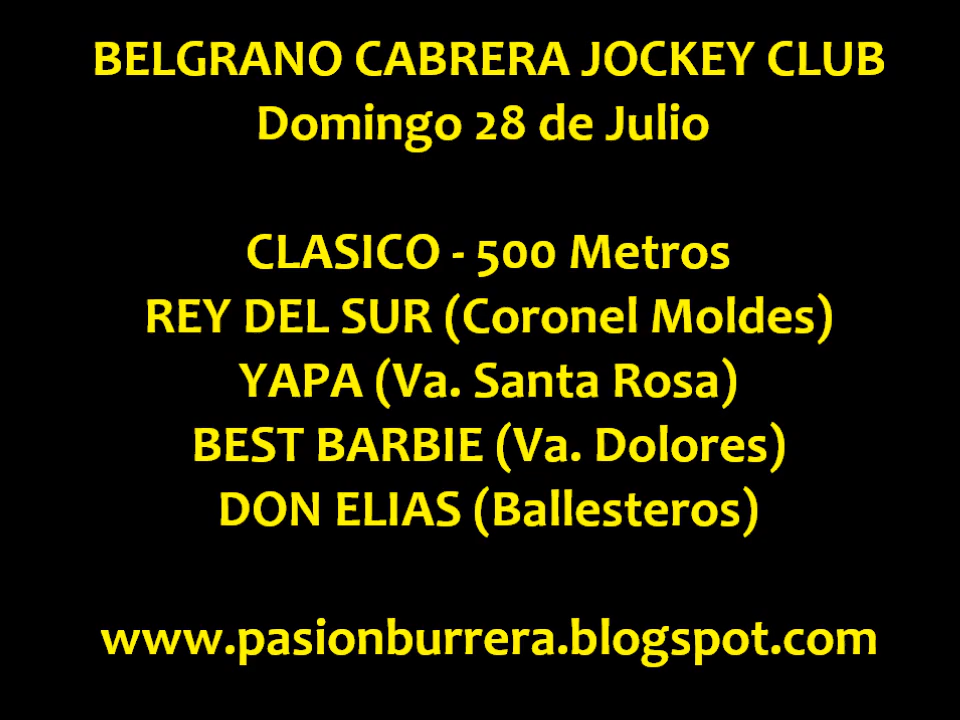 BELGRANO CABRERA JOCKEY CLUB
Domingo 28 de Julio
CLASICO - 500 Metros
REY DEL SUR (Coronel Moldes)
YAPA (Va. Santa Rosa)
BEST BARBIE (Va. Dolores)
DON ELIAS (Ballesteros)
www.pasionburrera.blogspot.com